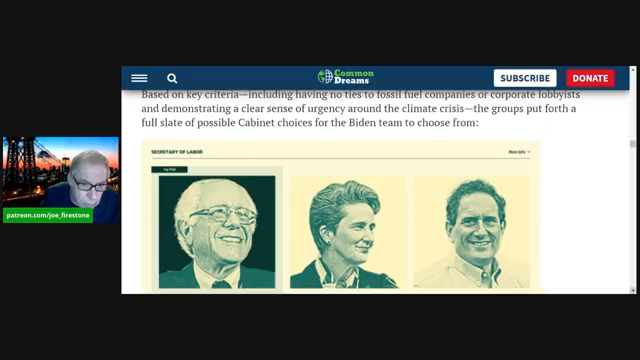 Common
Dreams
SUBSCRIBE
DONATE
Based on key criteria—including having no ties to fossil fuel companies or corporate lobbyists
and demonstrating a clear sense of urgency around the climate crisis—the groups put forth a
full slate of possible Cabinet choices for the Biden team to choose from:
SECRETARY OF LABOR
More Info
Top Pick
patreon.com/joe_firestone